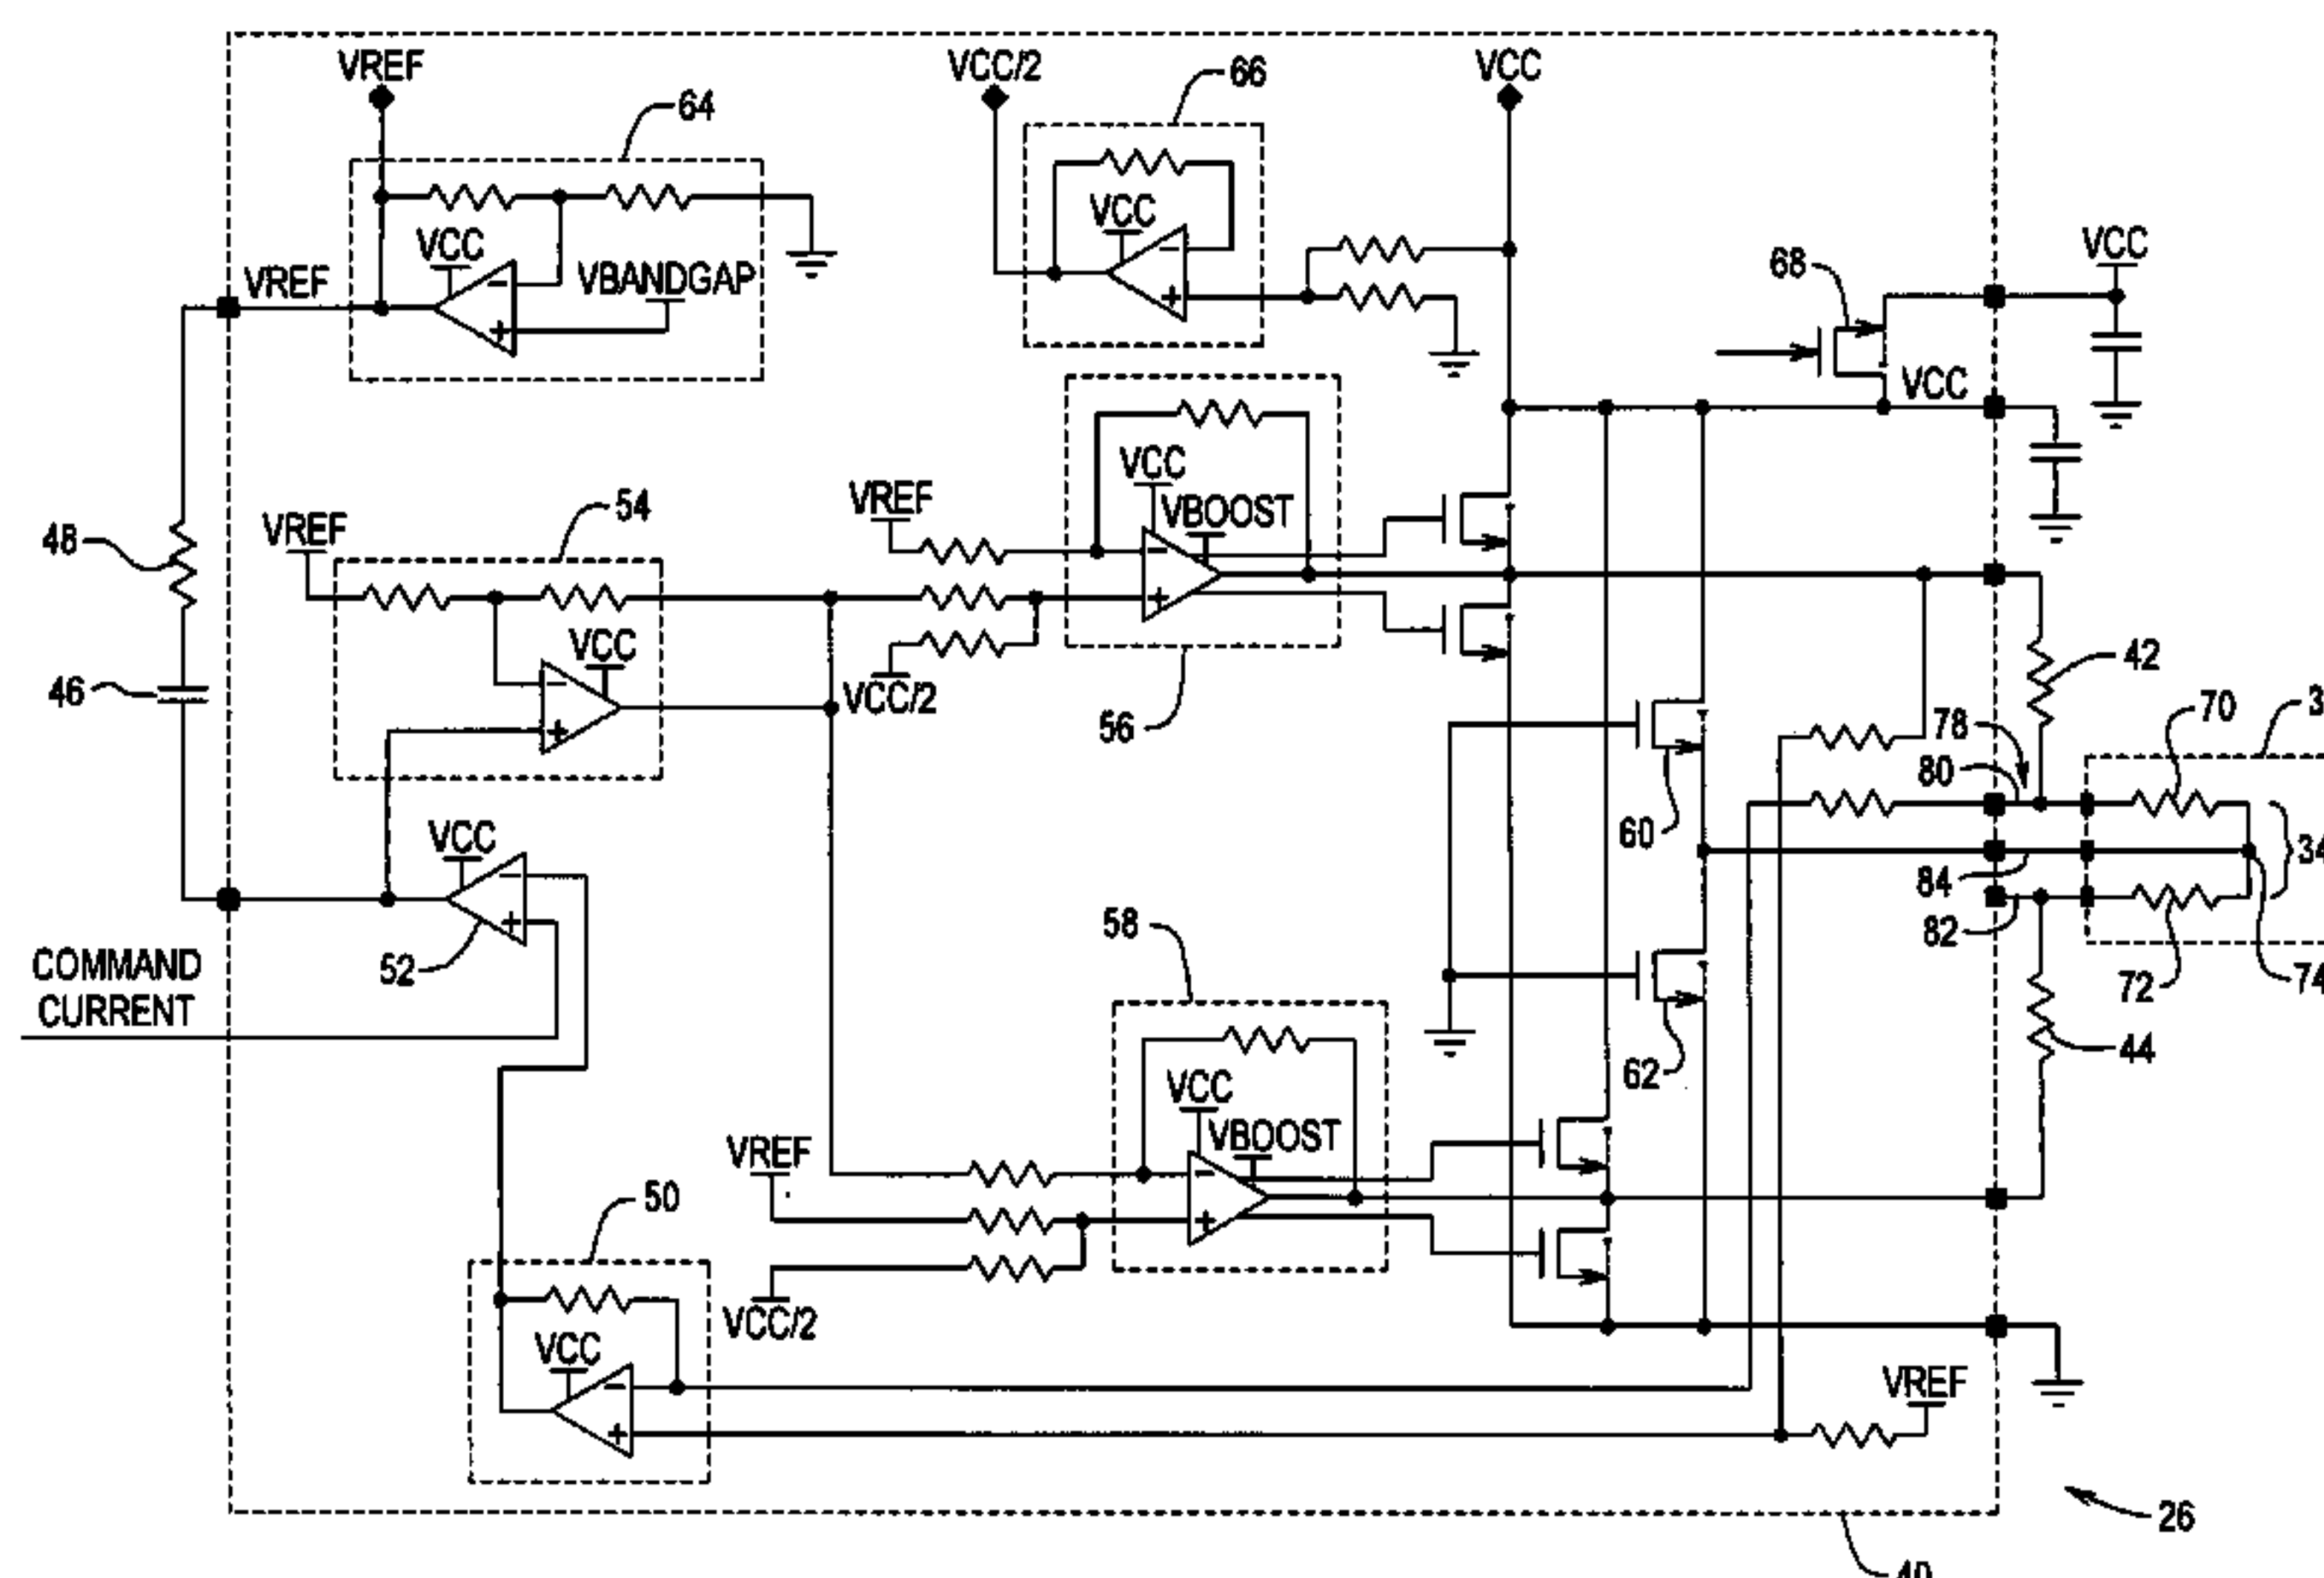 VREF
VCC/2
66
VCC
64
VCC
VCC
VREF
VBANDGAP
68
VCC
VCC
54
VREF
VCC
VREF
VBOOST
48
VCC
46
VCC/2
56
42
78
70
80
60
34
84
82
72
74
44
VCC
52
COMMAND
CURRENT
58
62
VCC
VBOOST
VREF
50
VCC/2
VCC
VREF
26
40